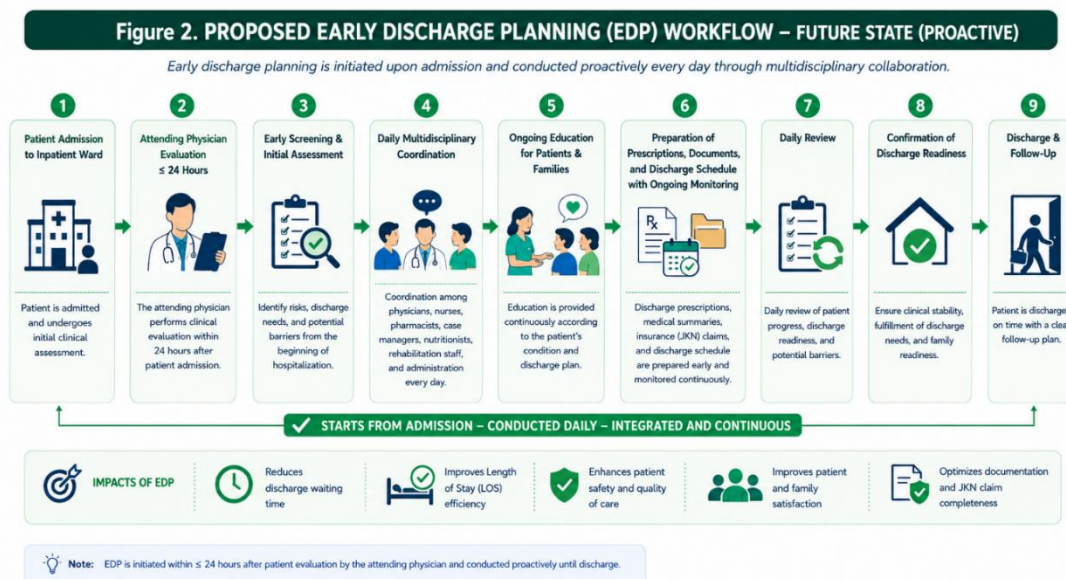 Figure 2. PROPOSED EARLY DISCHARGE PLANNING (EDP) WORKFLOW – FUTURE STATE (PROACTIVE)
Early discharge planning is initiated upon admission and conducted proactively every day through multidisciplinary collaboration.
1
Patient Admission
to Inpatient Ward
Patient is admitted
and undergoes
initial clinical
assessment.
2
Attending Physician
Evaluation
≤ 24 Hours
The attending physician
performs clinical
evaluation within
24 hours after
patient admission.
3
Early Screening &
Initial Assessment
Identify risks, discharge
needs, and potential
barriers from the
beginning of
hospitalization.
4
Daily Multidisciplinary
Coordination
Coordination among
physicians, nurses,
pharmacists, case
managers, nutritionists,
rehabilitation staff,
and administration
every day.
5
Ongoing Education
for Patients &
Families
Education is provided
continuously according
to the patient's
condition and
discharge plan.
6
Preparation of
Prescriptions, Documents,
and Discharge Schedule
with Ongoing Monitoring
Rx
Discharge prescriptions,
medical summaries,
insurance (JKN) claims,
and discharge schedule
are prepared early and
monitored continuously.
7
Daily Review
Daily review of patient
progress, discharge
readiness, and
potential barriers.
8
Confirmation of
Discharge Readiness
Ensure clinical stability,
fulfillment of discharge
needs, and family
readiness.
9
Discharge &
Follow-Up
Patient is discharge
on time with a clea
follow-up plan.
STARTS FROM ADMISSION – CONDUCTED DAILY – INTEGRATED AND CONTINUOUS
IMPACTS OF EDP
Reduces
discharge waiting
time
Improves Length
of Stay (LOS)
efficiency
Enhances patient
safety and quality
of care
Improves patient
and family
satisfaction
Optimizes documentation
and JKN claim
completeness
Note: EDP is initiated within ≤ 24 hours after patient evaluation by the attending physician and conducted proactively until discharge.